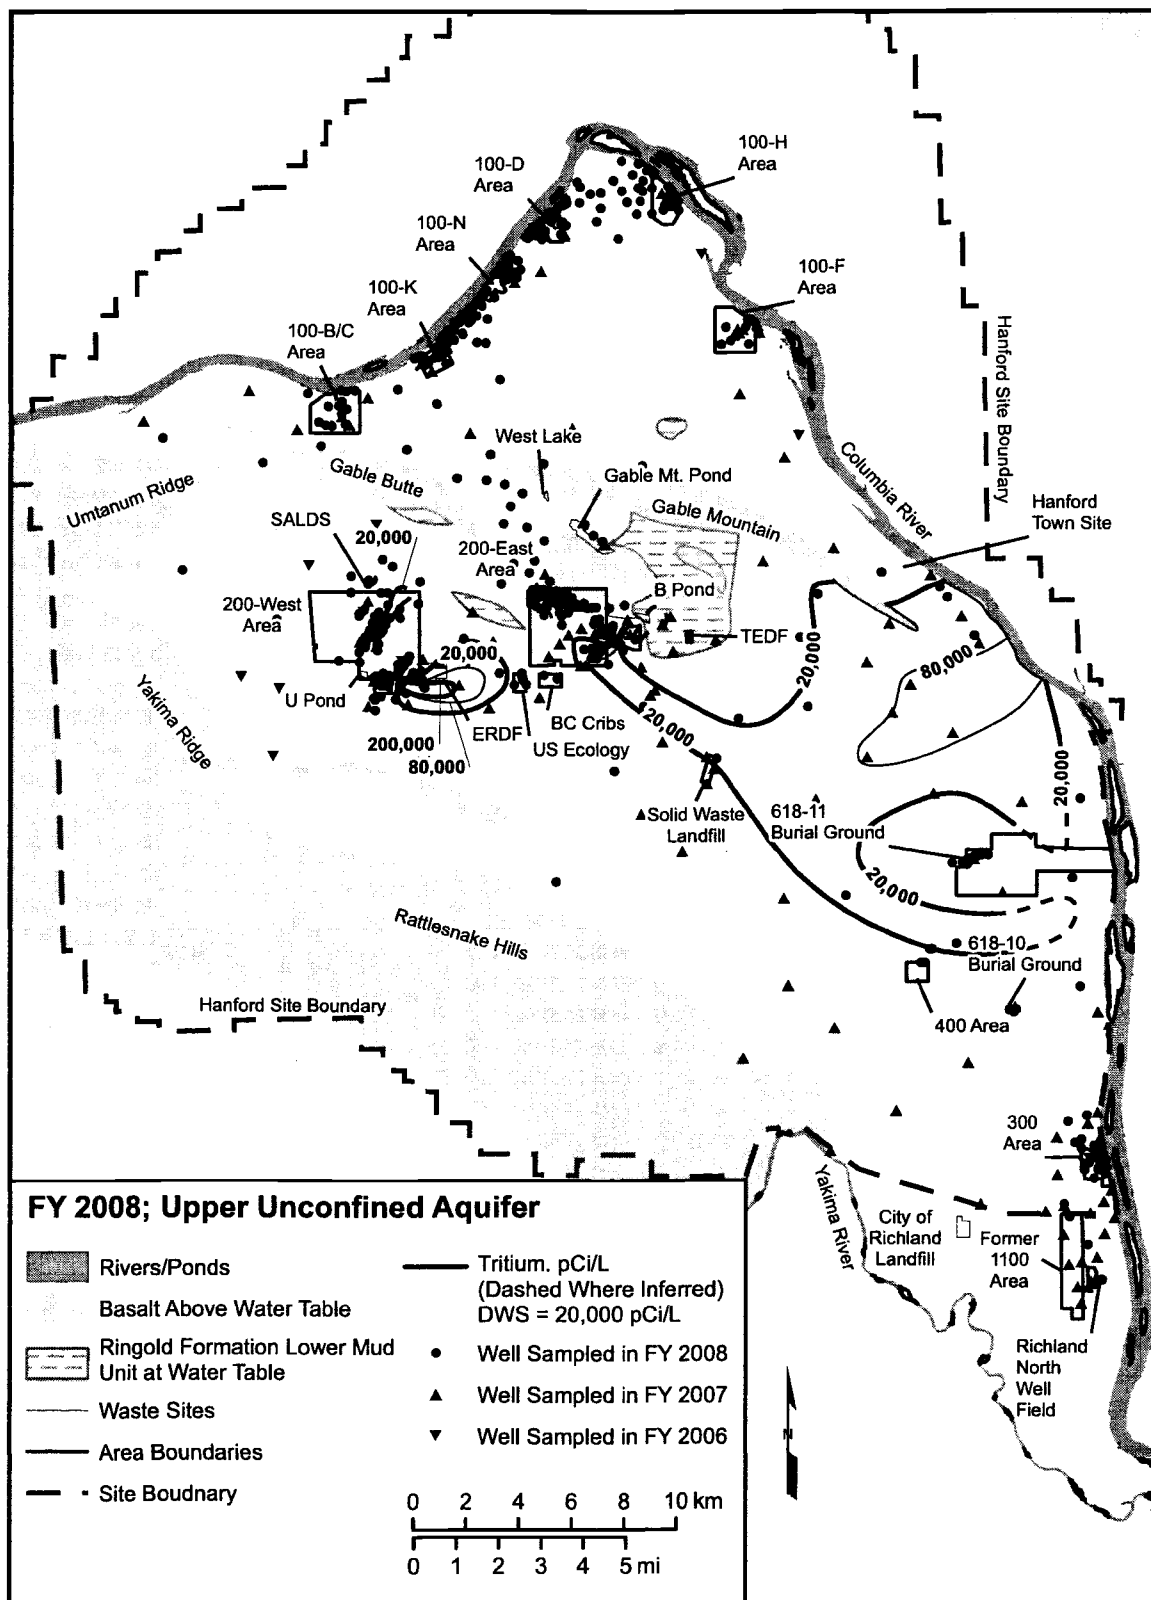 100-H
Area
100-D
Area
100-N
Area
100-F
Area
100-K
Area
100-B/C
Area
Hanford Site Boundary
West Lake
Columbia River
Gable Butte
Gable Mt. Pond
Umtanum Ridge
Hanford
Town Site
Gable Mountain
SALDS
20,000
200-East
Area
B Pond
200-West
Area
TEDF
20,000
20,000
80,000
Yakima Ridge
U Pond
20,000
BC Cribs
ERDF
US Ecology
200,000
80,000
20,000
Solid Waste
Landfill
618-11
Burial Ground
20,000
Rattlesnake Hills
618-10
Burial Ground
Hanford Site Boundary
400 Area
300
Area
Yakima River
City of
Richland
Landfill
Former
1100
Area
Richland
North
Well
Field
N
FY 2008; Upper Unconfined Aquifer
Rivers/Ponds
Basalt Above Water Table
Ringold Formation Lower Mud
Unit at Water Table
Waste Sites
Area Boundaries
Site Boudnary
Tritium. pCi/L
(Dashed Where Inferred)
DWS = 20,000 pCi/L
Well Sampled in FY 2008
Well Sampled in FY 2007
Well Sampled in FY 2006
0 2 4 6 8 10 km
0 1 2 3 4 5 mi